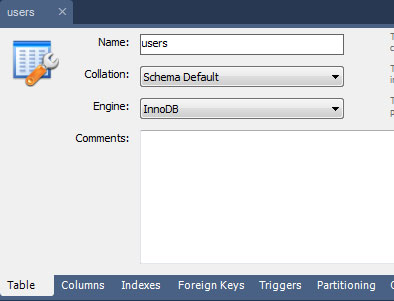 users
Name: users
Collation: Schema Default
Engine: InnoDB
Comments:
Table Columns Indexes Foreign Keys Triggers Partitioning